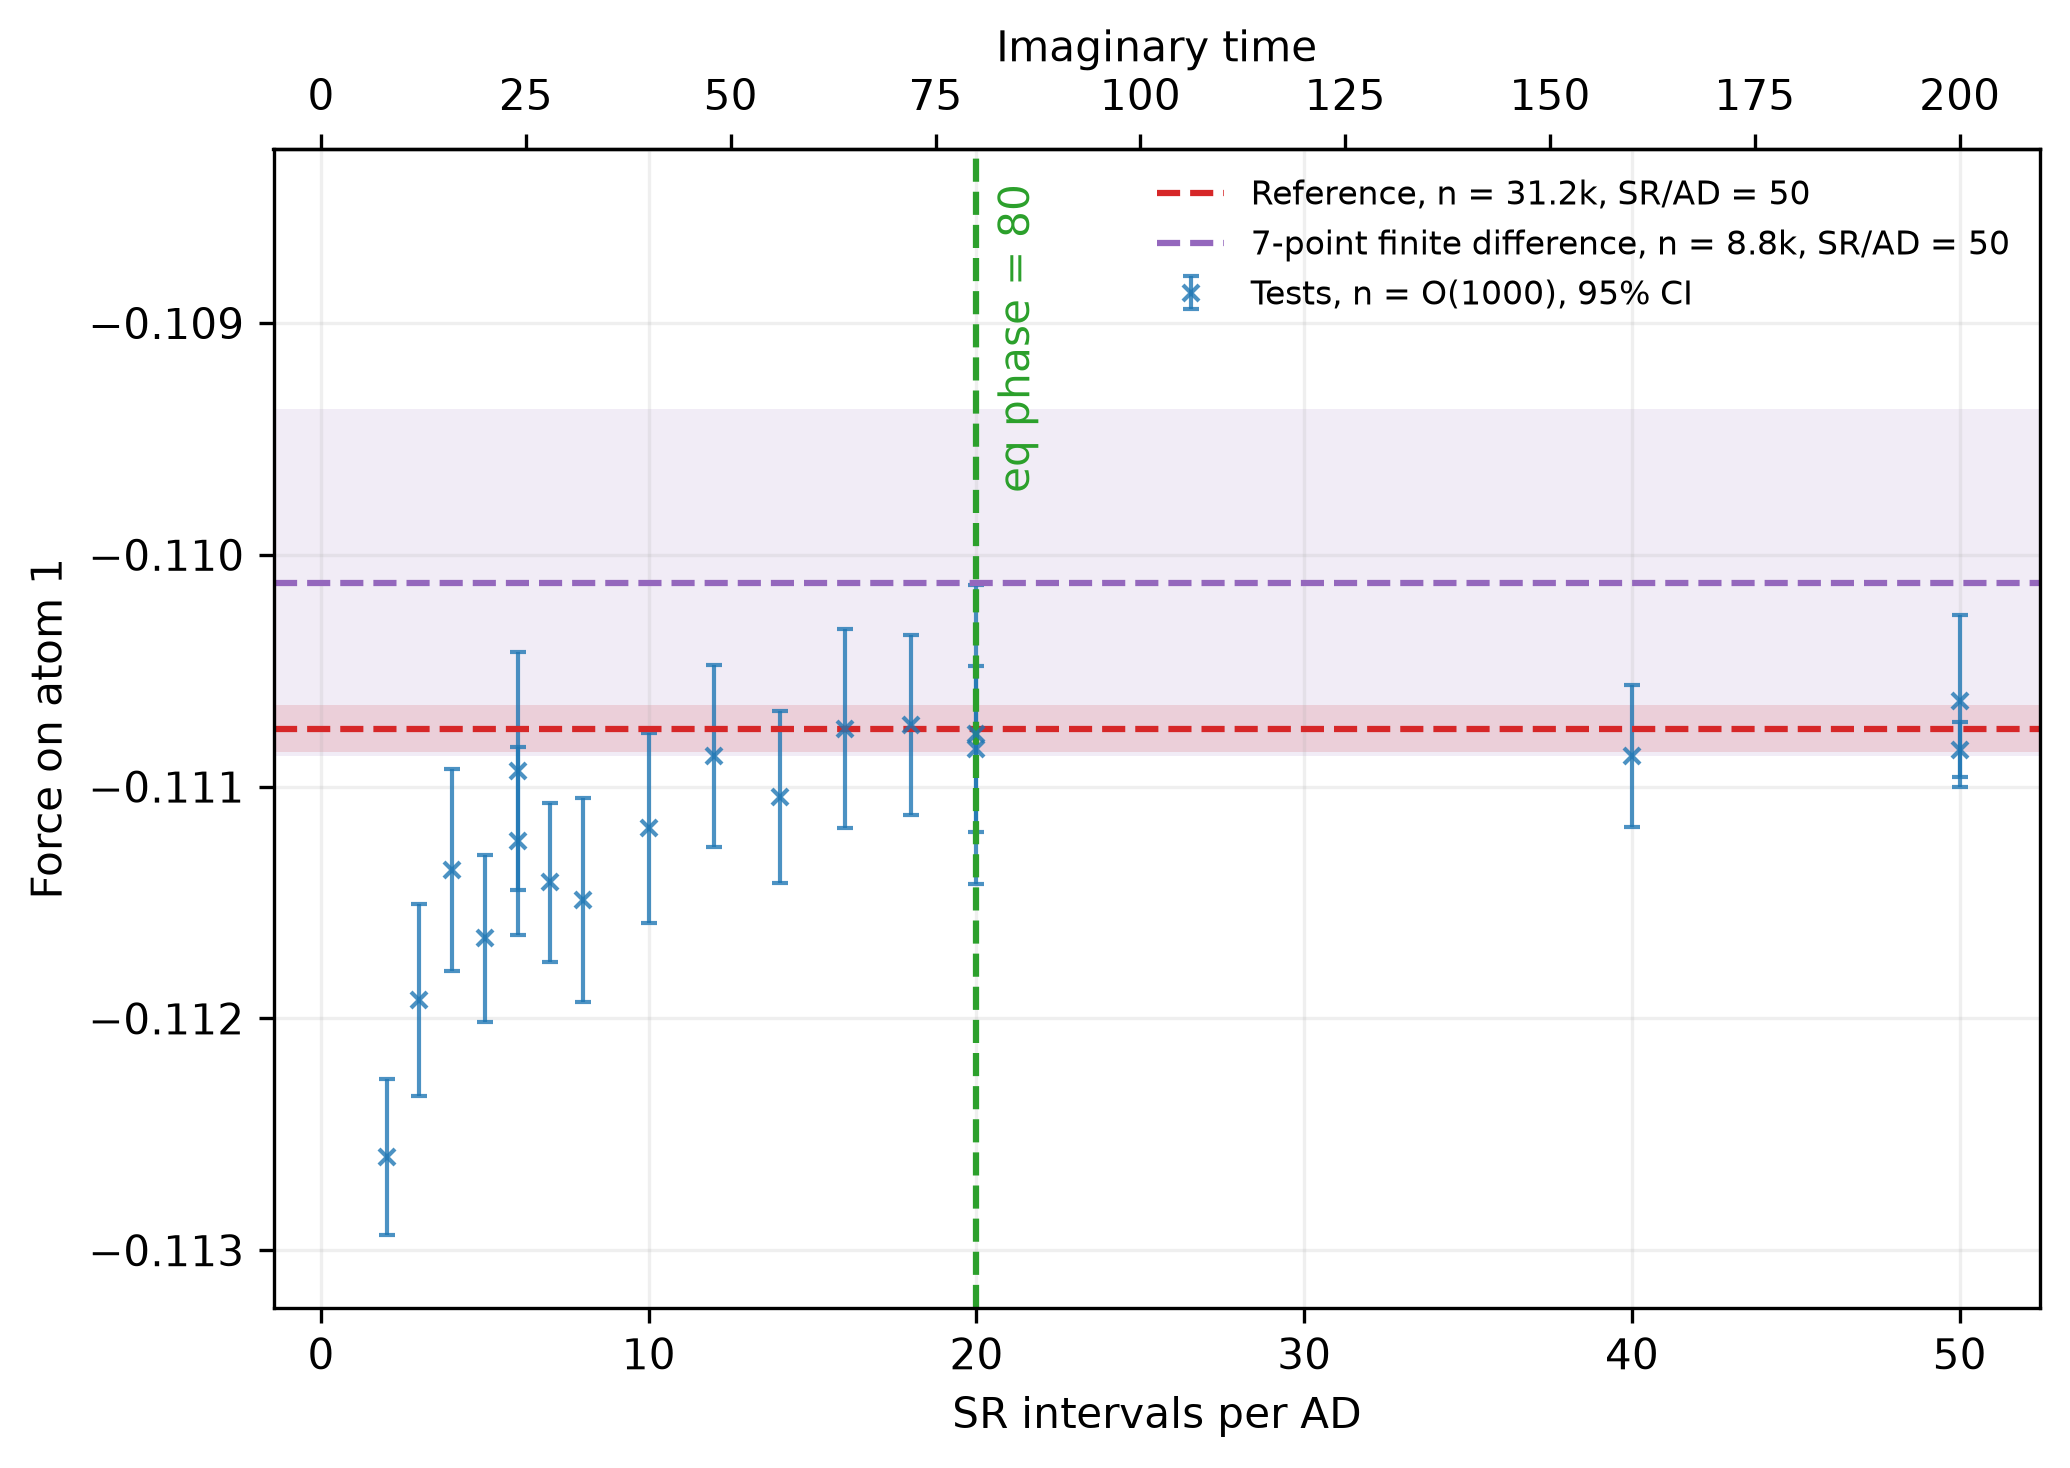 Imaginary time
0 25 50 75 100 125 150 175 200
Reference, n = 31.2k, SR/AD = 50
7-point finite difference, n = 8.8k, SR/AD = 50
Tests, n = O(1000), 95% CI
eq phase = 80
Force on atom 1
−0.109
−0.110
−0.111
−0.112
−0.113
0 10 20 30 40 50
SR intervals per AD